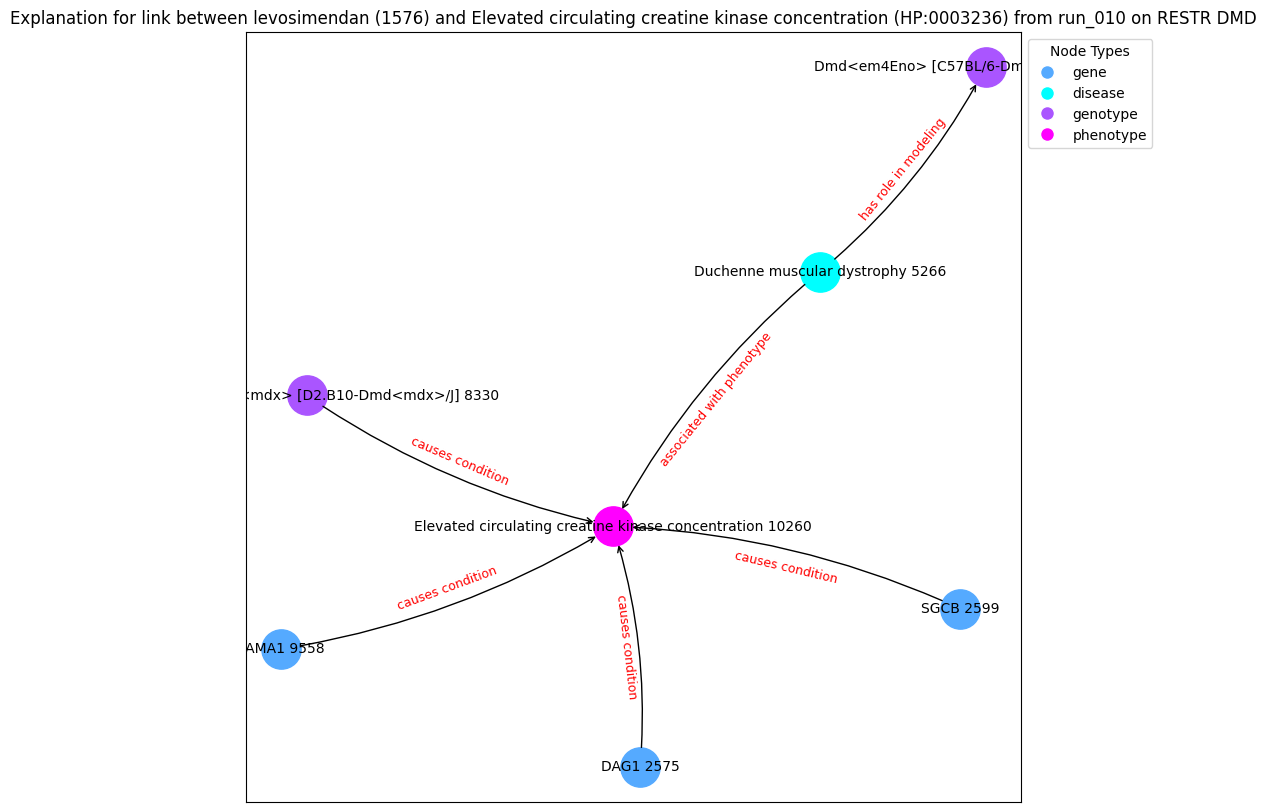 Explanation for link between levosimendan (1576) and Elevated circulating creatine kinase concentration (HP:0003236) from run_010 on RESTR DMD
Node Types
gene
disease
genotype
phenotype
Dmd<em4Eno> [C57BL/6-Dm
has role in modeling
Duchenne muscular dystrophy 5266
associated with phenotype
<mdx> [D2.B10-Dmd<mdx>/J] 8330
causes condition
Elevated circulating creatine kinase concentration 10260
causes condition
causes condition
causes condition
SGCB 2599
AMA1 9558
DAG1 2575